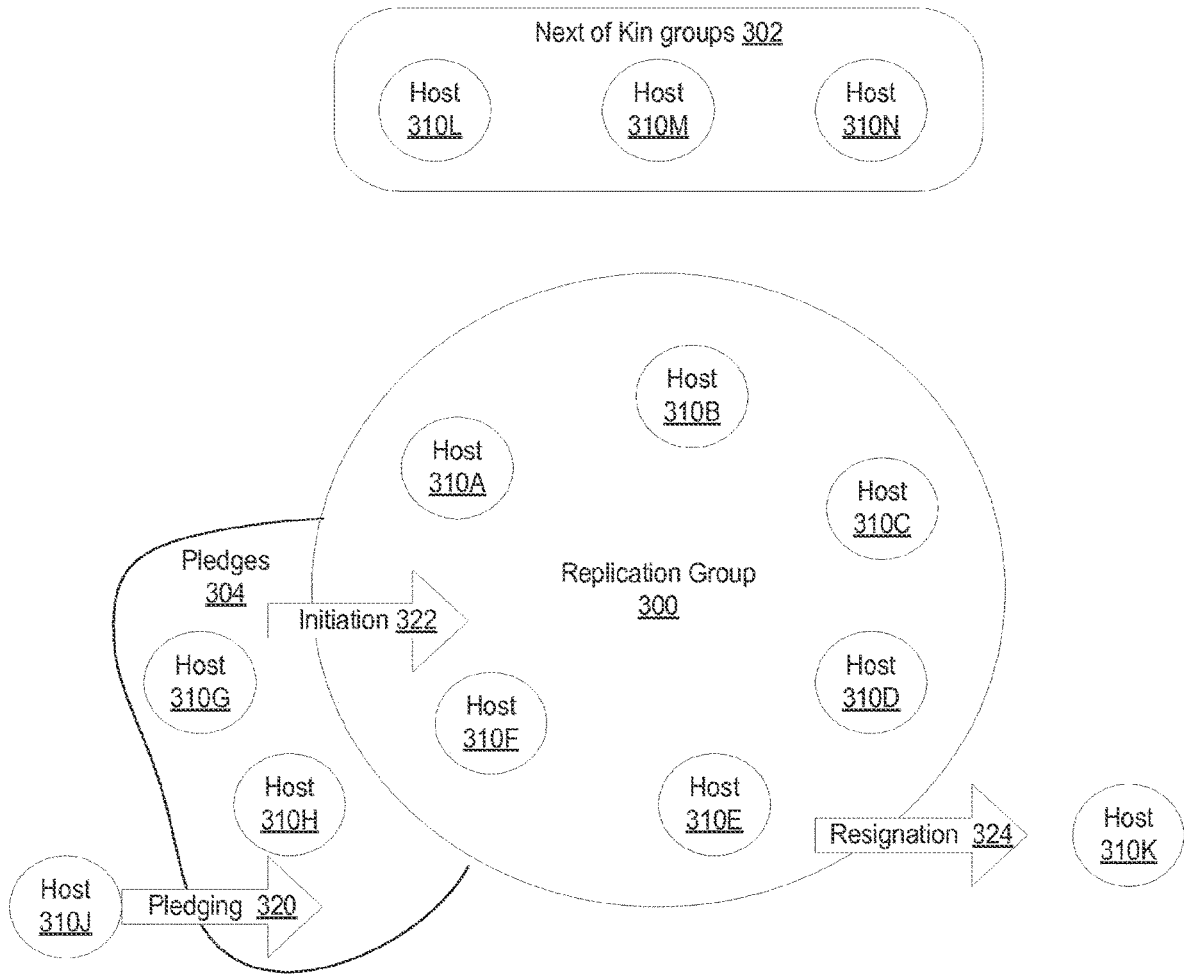 Next of Kin groups 302
Host
310L
Host
310M
Host
310N
Host
310B
Host
310A
Host
310C
Pledges
304
Replication Group
300
Initiation 322
Host
310G
Host
310D
Host
310F
Host
310H
Host
310E
Resignation 324
Host
310K
Host
310J
Pledging 320